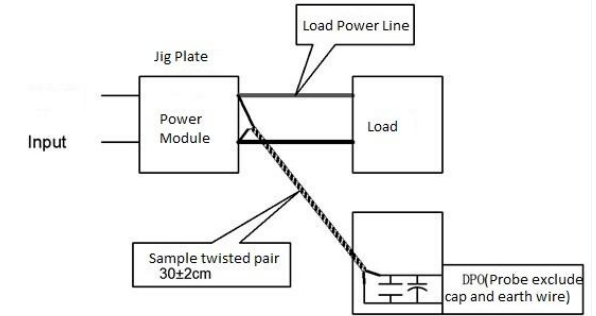 Load Power Line
Jig Plate
Power
Module
Load
Input
Sample twisted pair
30±2cm
DPO(Probe exclude
cap and earth wire)